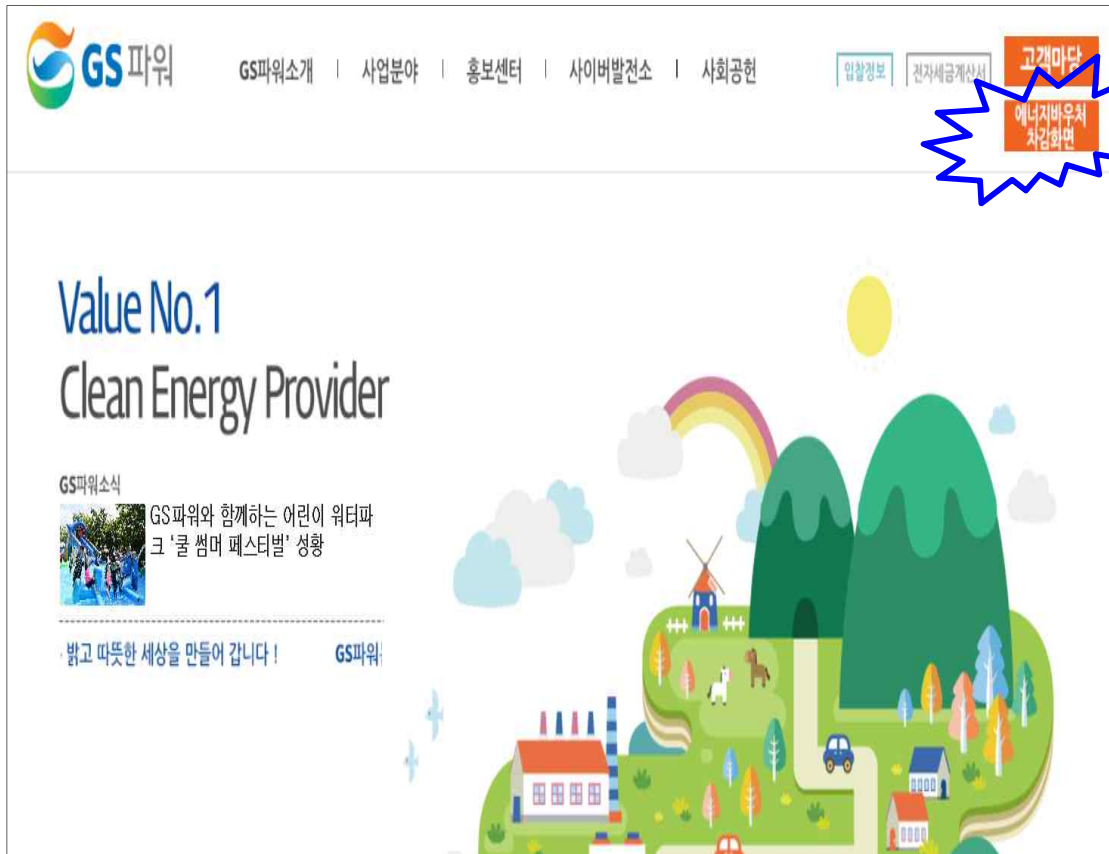 GS 파워
GS파워소개 | 사업분야 | 홍보센터 | 사이버발전소 | 사회공헌
입찰정보
전자세금계산서
고객마당
에너지바우처
차감화면
Value No.1
Clean Energy Provider
GS파워소식
GS파워와 함께하는 어린이 워터파
크 '쿨 썸머 페스티벌' 성황
· 밝고 따뜻한 세상을 만들어 갑니다 ! GS파워